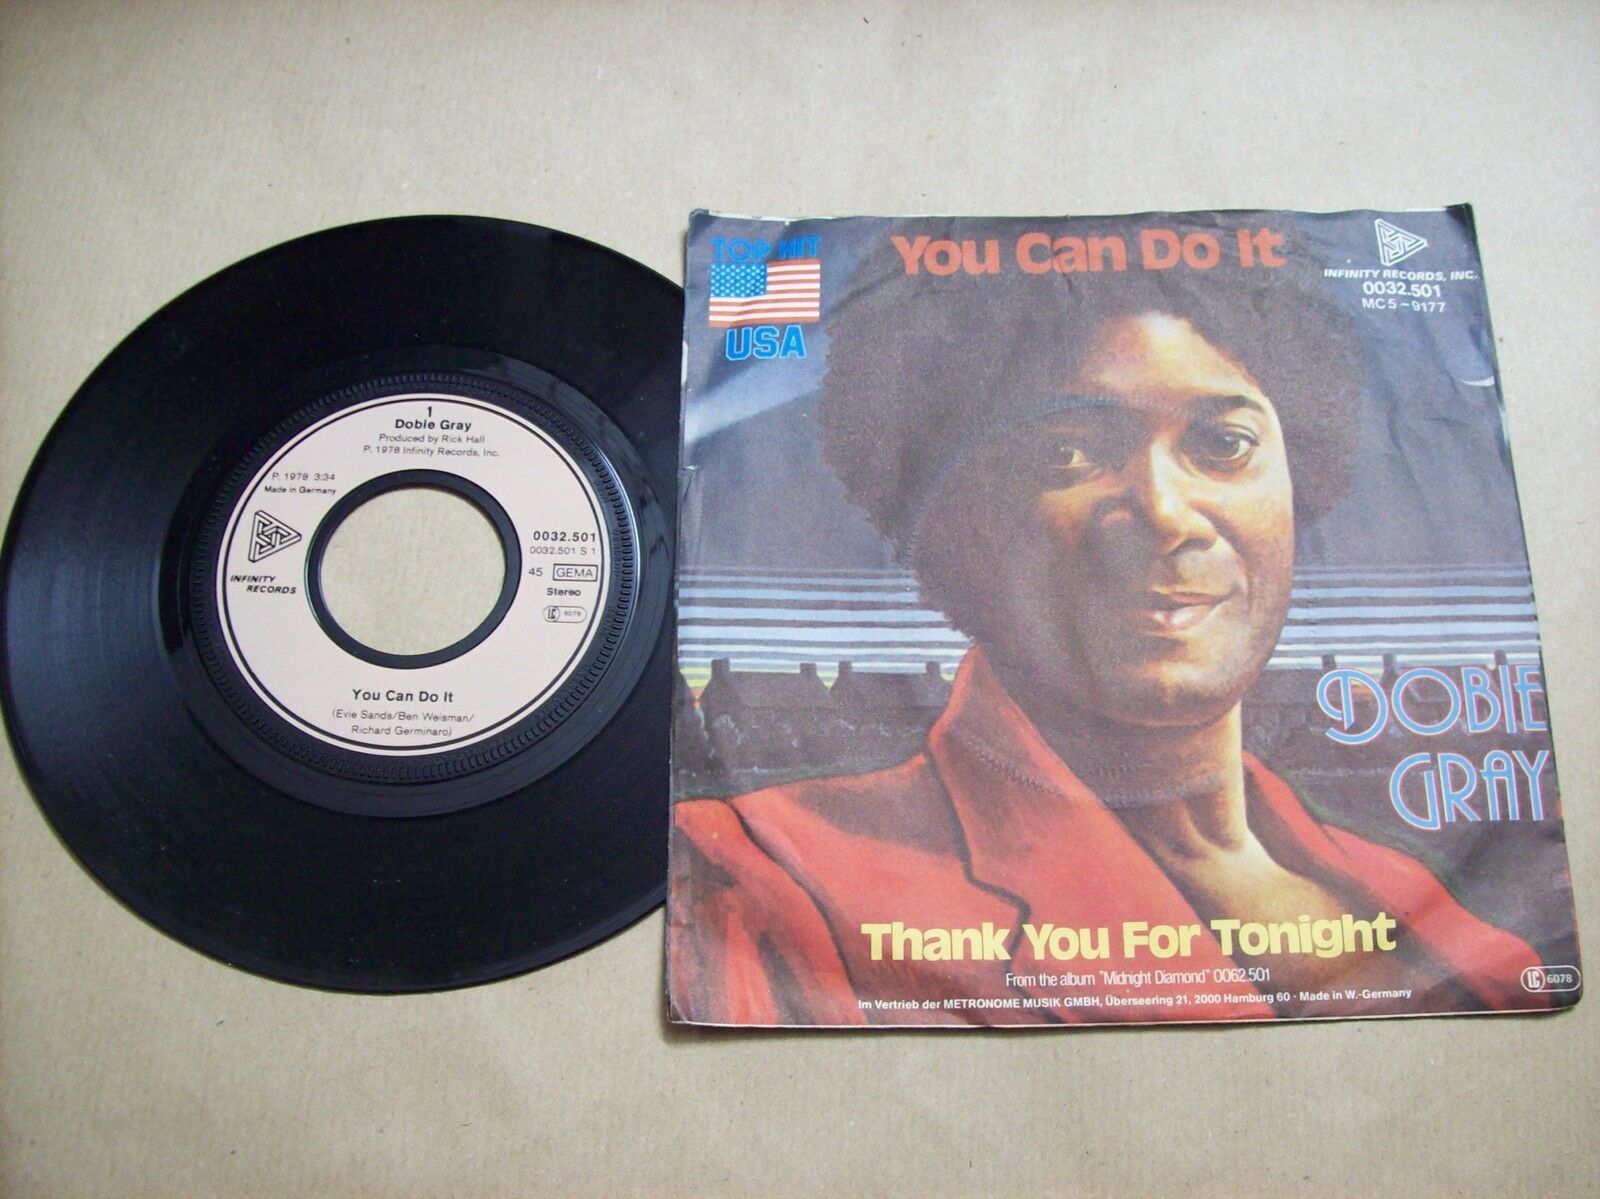 1
Dobie Gray
Produced by Rick Hall
P. 1978 Infinity Records, Inc.
P. 1978 3:34
Made in Germany
INFINITY
RECORDS
0032.501
0032.501 S 1
45 GEMA
Stereo
LC 6078
You Can Do It
(Evie Sands/Ben Weisman/
Richard Germinaro)
TOP HIT
USA
You Can Do It
INFINITY RECORDS, INC.
0032.501
MC 5-9177
DOBIE
GRAY
Thank You For Tonight
From the album "Midnight Diamond" 0062.501
Im Vertrieb der METRONOME MUSIK GMBH, Überseering 21, 2000 Hamburg 60 · Made in W.-Germany
LC 6078